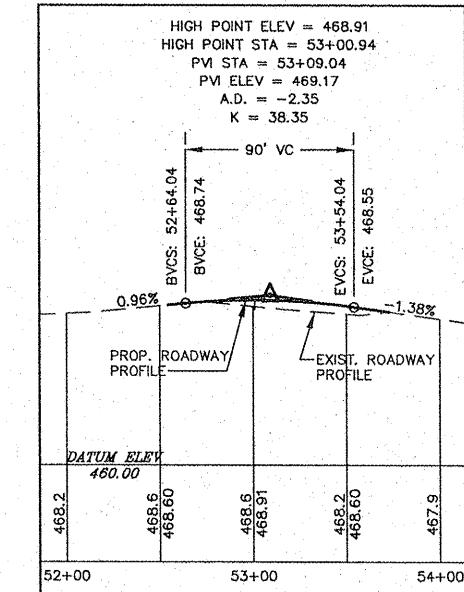 HIGH POINT ELEV = 468.91
HIGH POINT STA = 53+00.94
PVI STA = 53+09.04
PVI ELEV = 469.17
A.D. = -2.35
K = 38.35
90' VC
BVCS: 52+64.04
BVCE: 468.74
EVCS: 53+54.04
EVCE: 468.55
0.96%
-1.38%
PROP. ROADWAY
PROFILE
EXIST. ROADWAY
PROFILE
DATUM ELEV
460.00
468.2
468.6
468.60
468.6
468.91
468.2
468.60
467.9
52+00
53+00
54+00